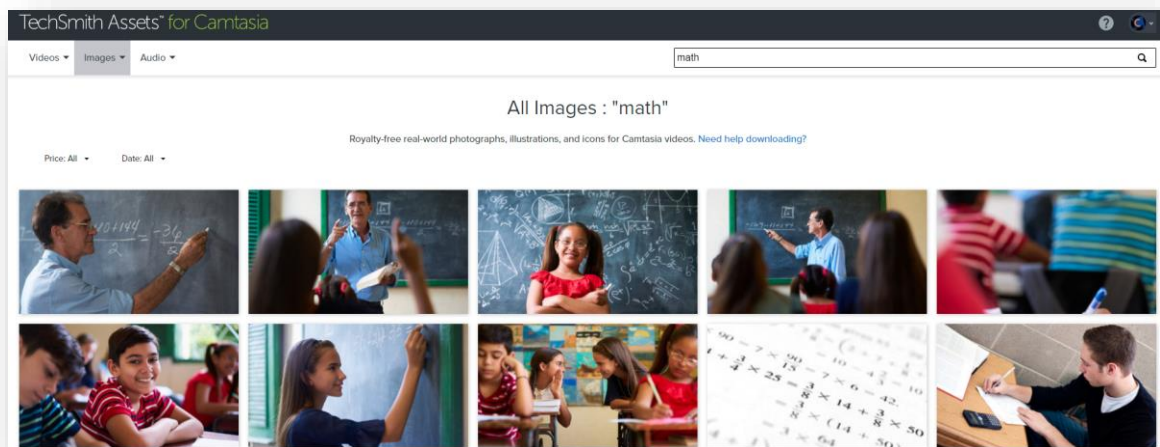 TechSmith Assets™ for Camtasia
Videos Images Audio
math
All Images : "math"
Royalty-free real-world photographs, illustrations, and icons for Camtasia videos. Need help downloading?
Price: All Date: All